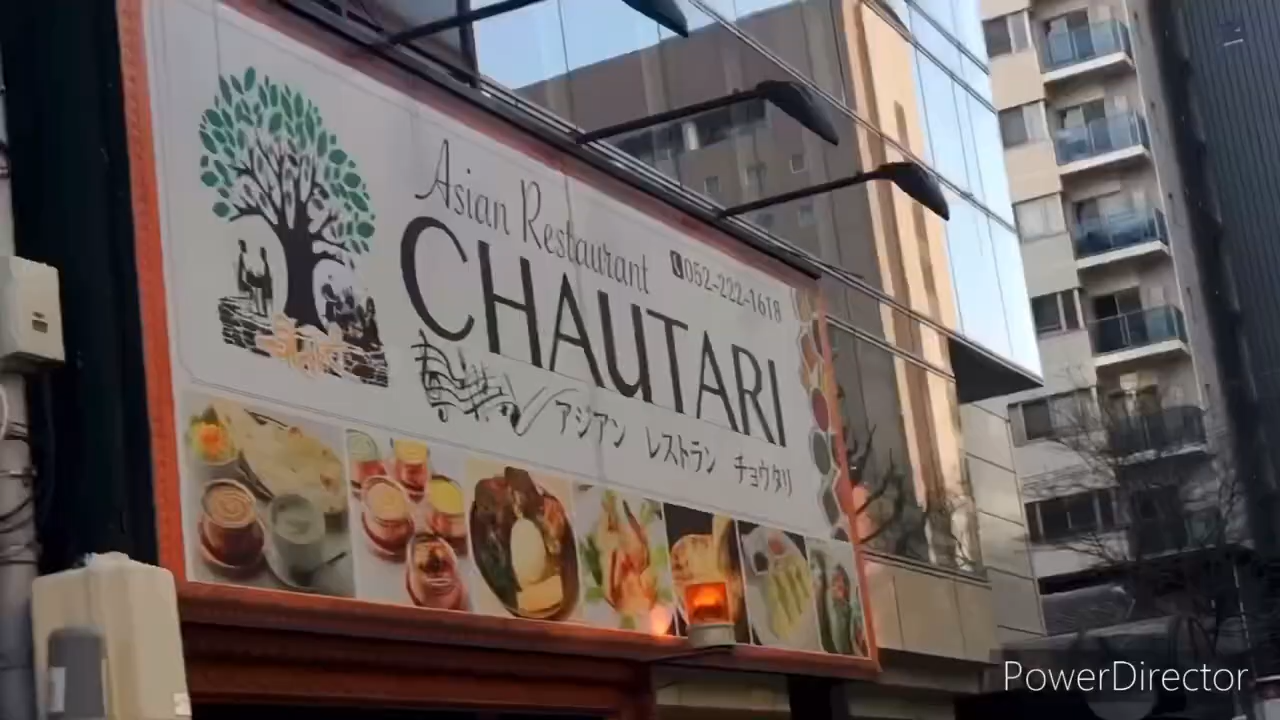 Asian Restaurant
052-222-1618
CHAUTARI
アジアン レストラン チョウタリ
PowerDirector